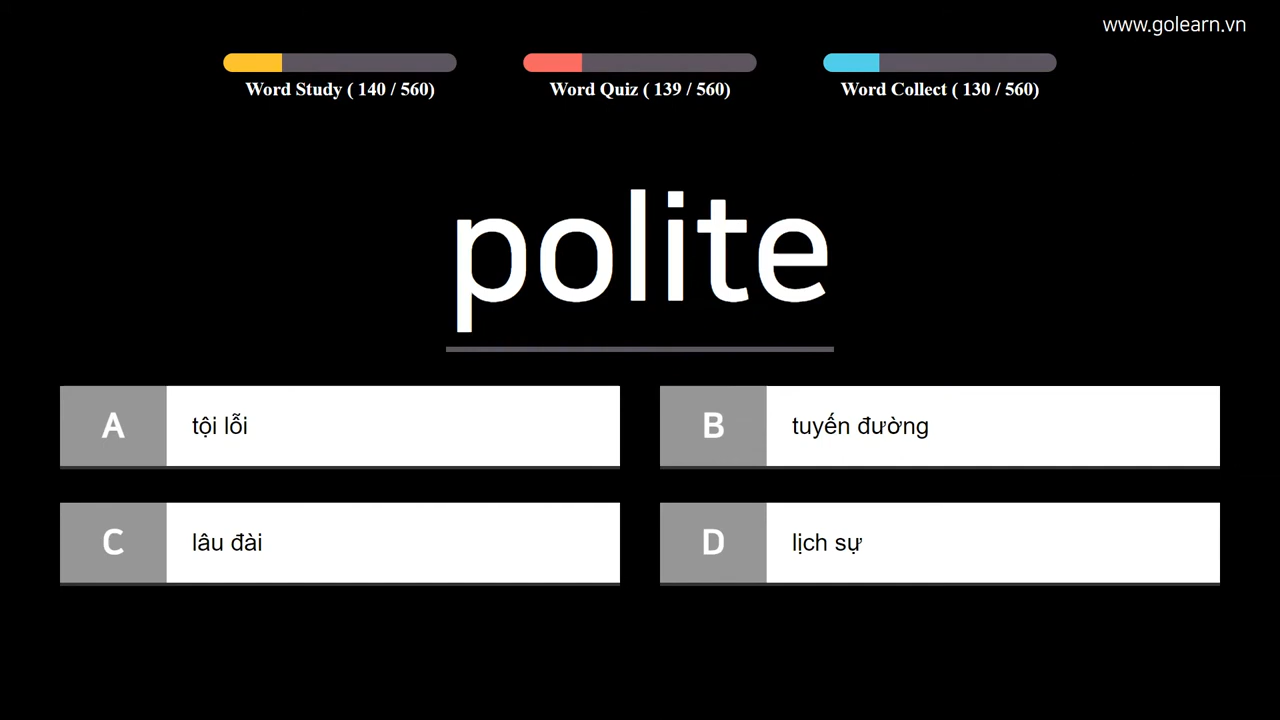 www.golearn.vn
Word Study ( 140 / 560)
Word Quiz ( 139 / 560)
Word Collect ( 130 / 560)
polite
A tội lỗi
B tuyến đường
C lâu đài
D lịch sự